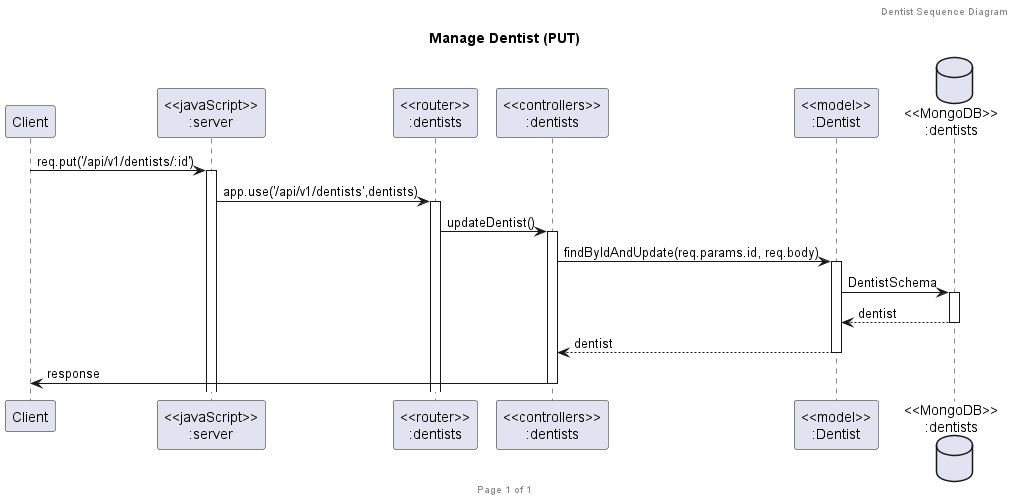 Dentist Sequence Diagram
Manage Dentist (PUT)
Client
<<javaScript>>
:server
<<router>>
:dentists
<<controllers>>
:dentists
<<model>>
:Dentist
<<MongoDB>>
:dentists
req.put('/api/v1/dentists/:id')
app.use('/api/v1/dentists',dentists)
updateDentist()
findByIdAndUpdate(req.params.id, req.body)
DentistSchema
dentist
dentist
response
Client
<<javaScript>>
:server
<<router>>
:dentists
<<controllers>>
:dentists
<<model>>
:Dentist
<<MongoDB>>
:dentists
Page 1 of 1